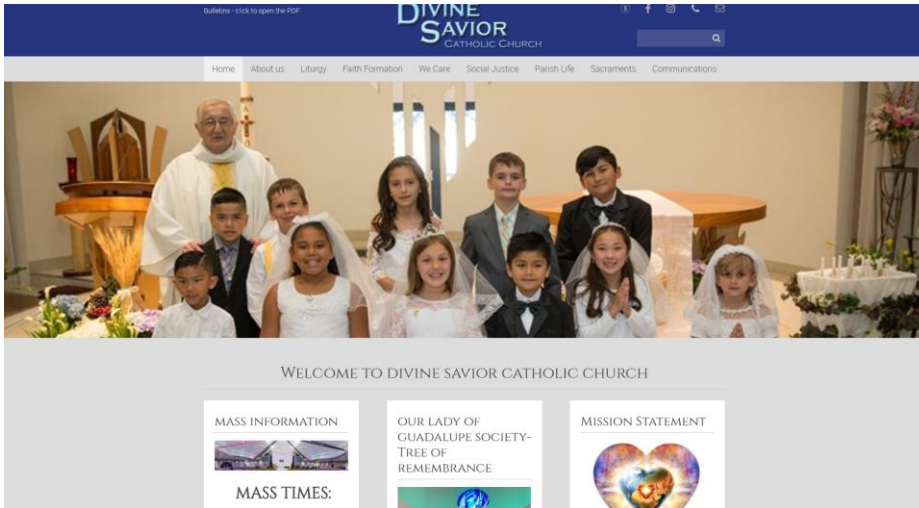 Bulletins - click to open the PDF
DIVINE
SAVIOR
CATHOLIC CHURCH
Home About us Liturgy Faith Formation We Care Social Justice Parish Life Sacraments Communications
WELCOME TO DIVINE SAVIOR CATHOLIC CHURCH
MASS INFORMATION
MASS TIMES:
OUR LADY OF
GUADALUPE SOCIETY-
TREE OF
REMEMBRANCE
MISSION STATEMENT